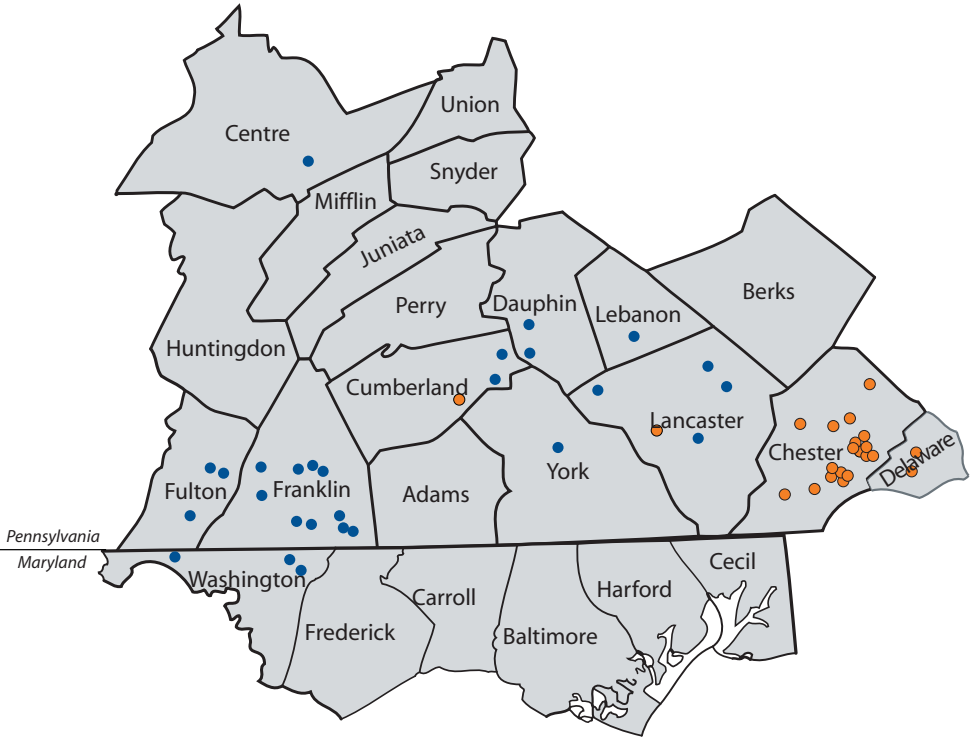 Union
Centre
Snyder
Mifflin
Juniata
Berks
Perry
Dauphin
Lebanon
Huntingdon
Cumberland
Lancaster
Chester
Delaware
York
Fulton
Franklin
Adams
Pennsylvania
Maryland
Washington
Cecil
Harford
Carroll
Frederick
Baltimore